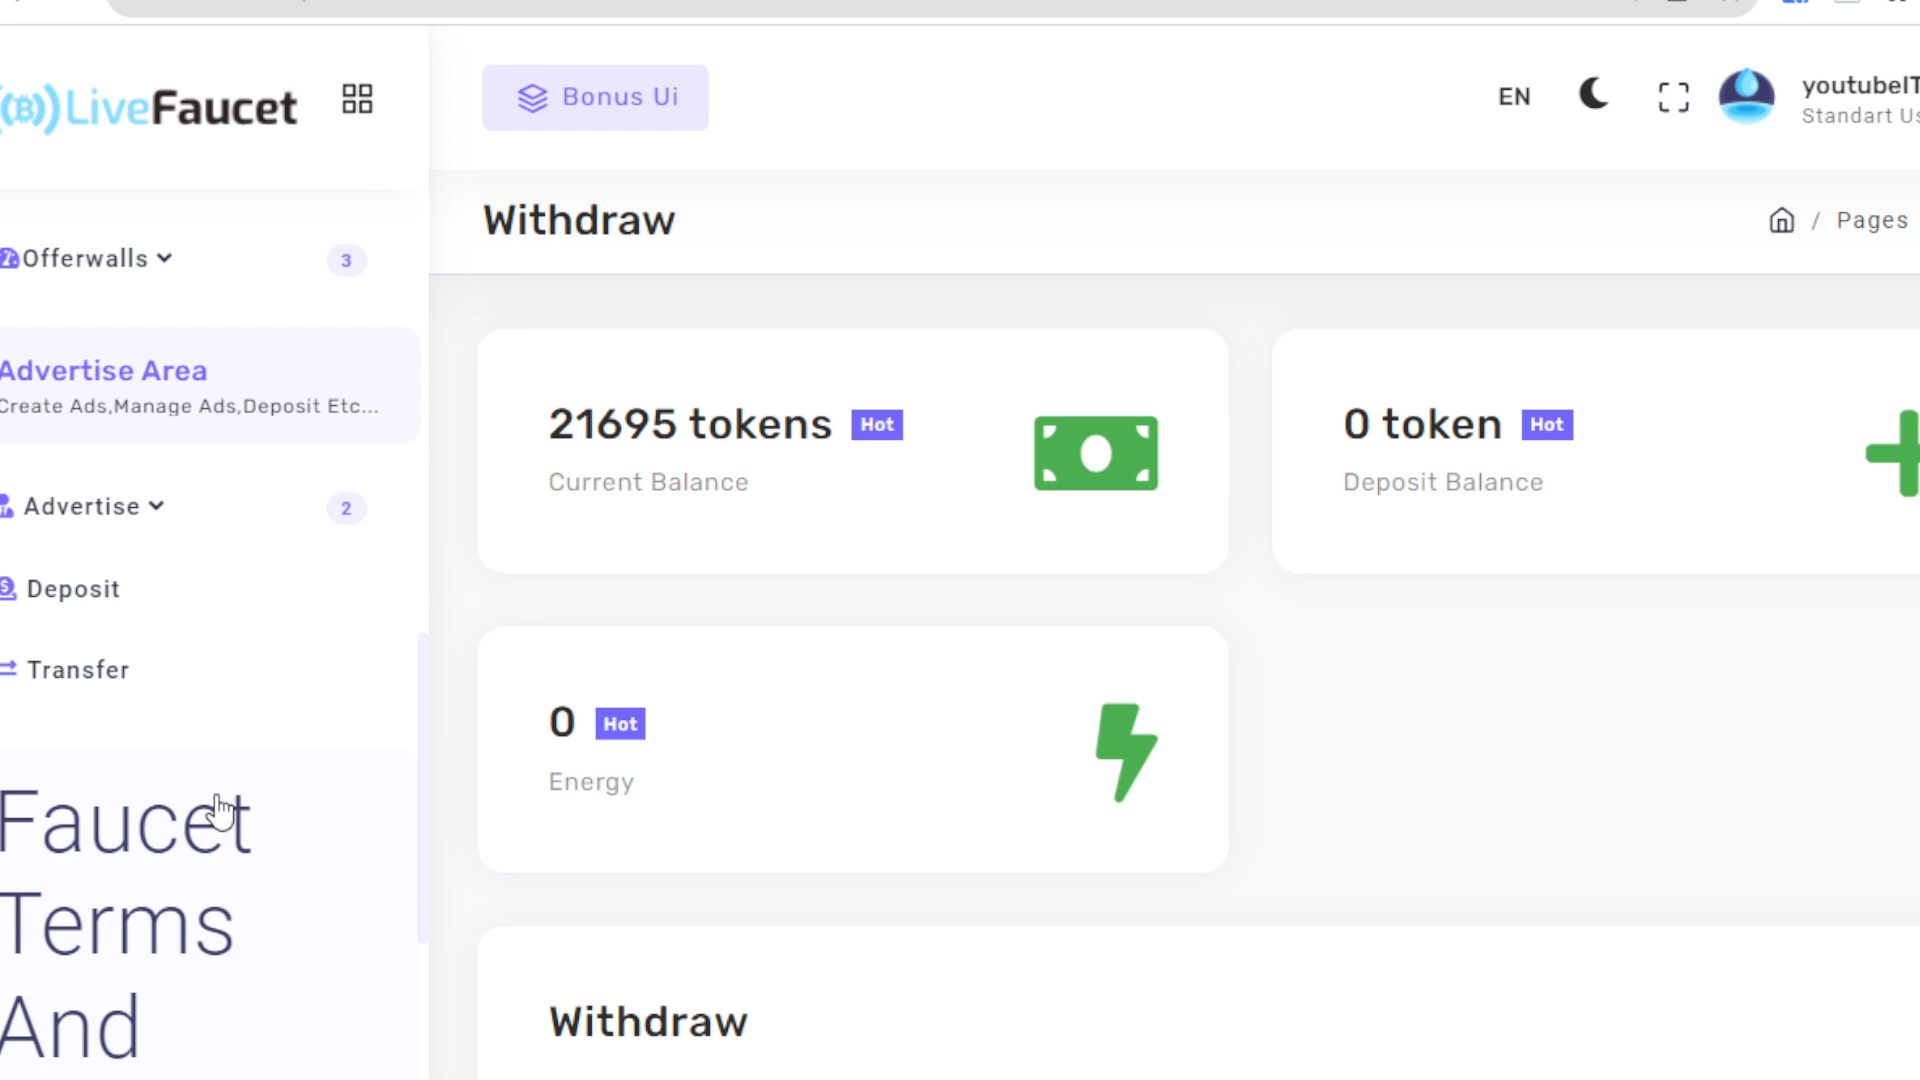 LiveFaucet
Bonus Ui
EN
Standart
Withdraw
/ Pages
Offerwalls
3
Advertise Area
Create Ads,Manage Ads,Deposit Etc...
21695 tokens Hot
Current Balance
0 token Hot
Deposit Balance
Advertise
2
Deposit
Transfer
0 Hot
Energy
Faucet
Terms
And
Withdraw